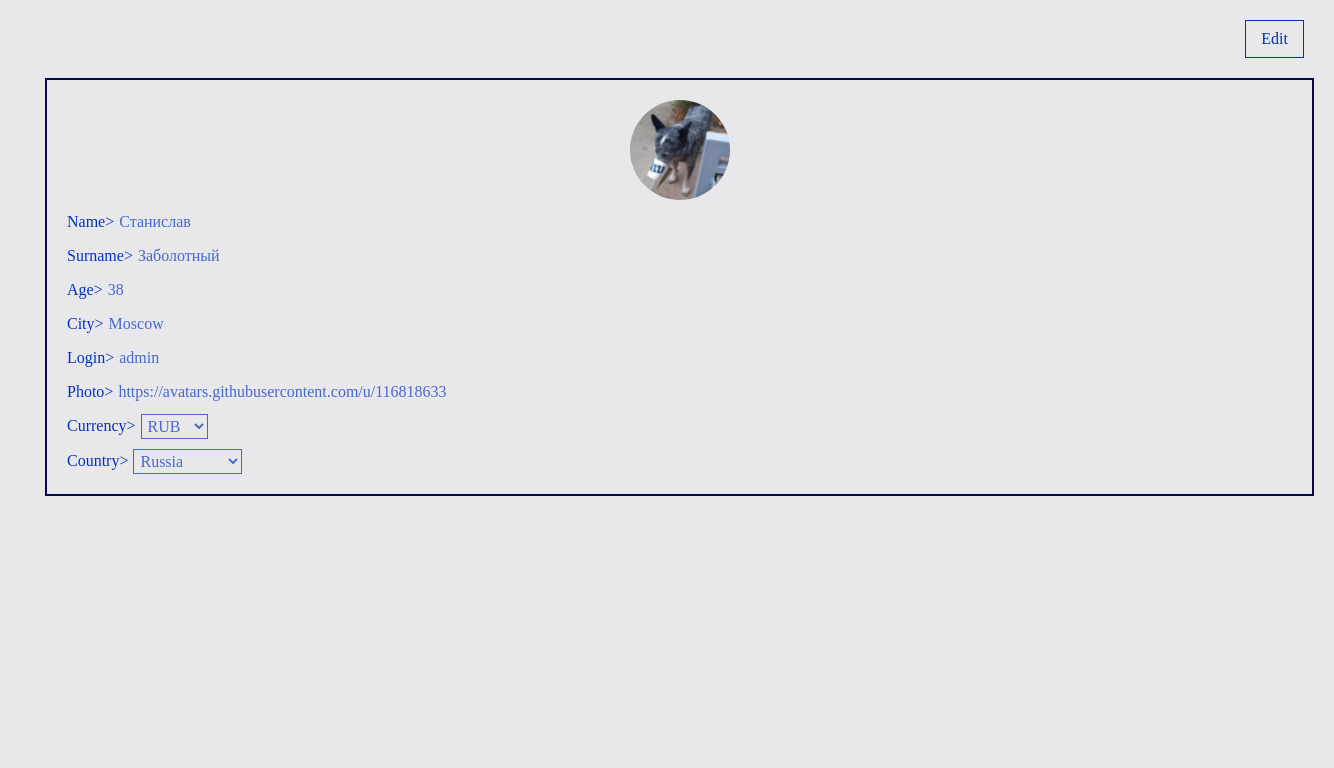 Edit
Name> Станислав
Surname> Заболотный
Age> 38
City> Moscow
Login> admin
Photo> https://avatars.githubusercontent.com/u/116818633
Currency> RUB
Country> Russia